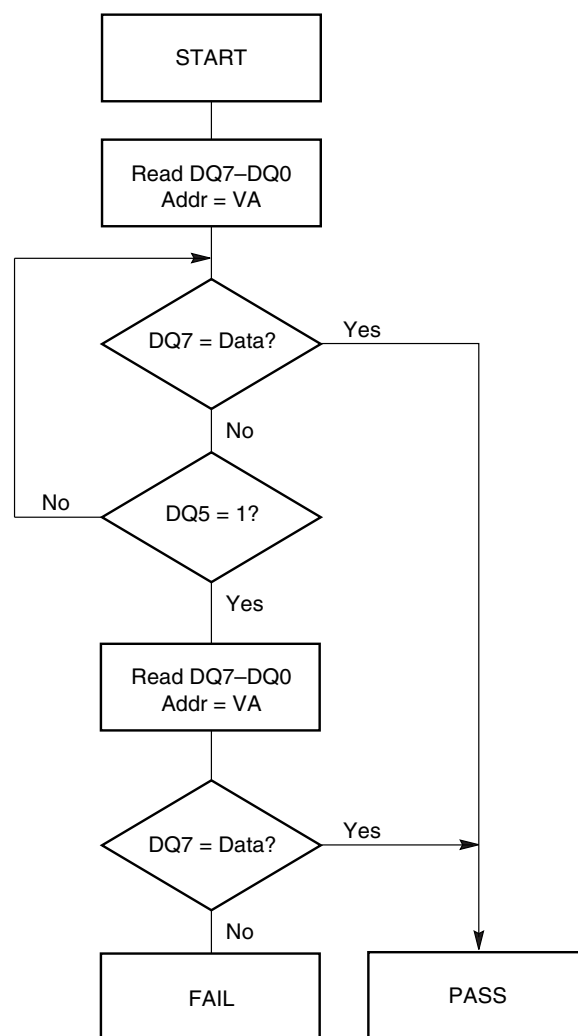 START
Read DQ7–DQ0
Addr = VA
DQ7 = Data?
Yes
No
No
DQ5 = 1?
Yes
Read DQ7–DQ0
Addr = VA
DQ7 = Data?
Yes
No
FAIL
PASS